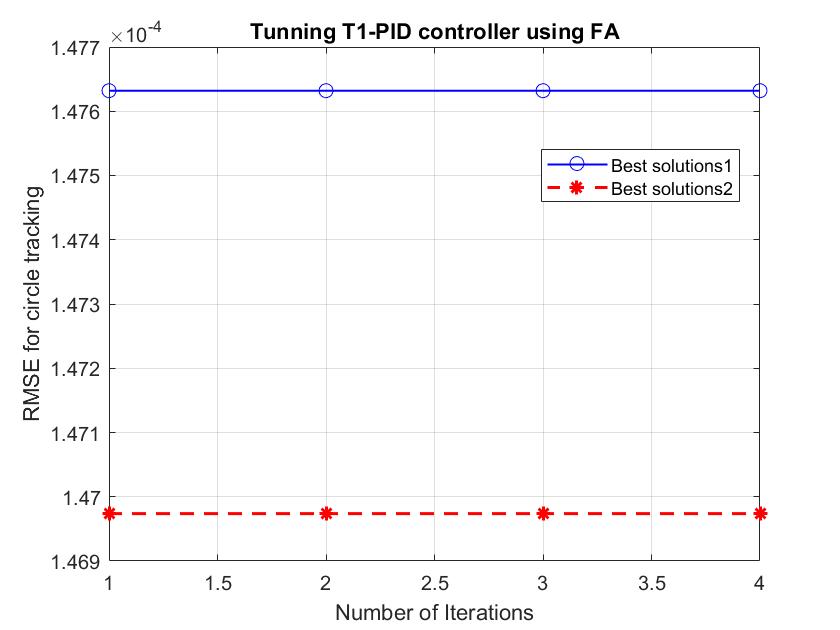 Tunning T1-PID controller using FA
×10-4
1.477
1.476
1.475
1.474
1.473
1.472
1.471
1.47
1.469
RMSE for circle tracking
Best solutions1
Best solutions2
1 1.5 2 2.5 3 3.5 4
Number of Iterations